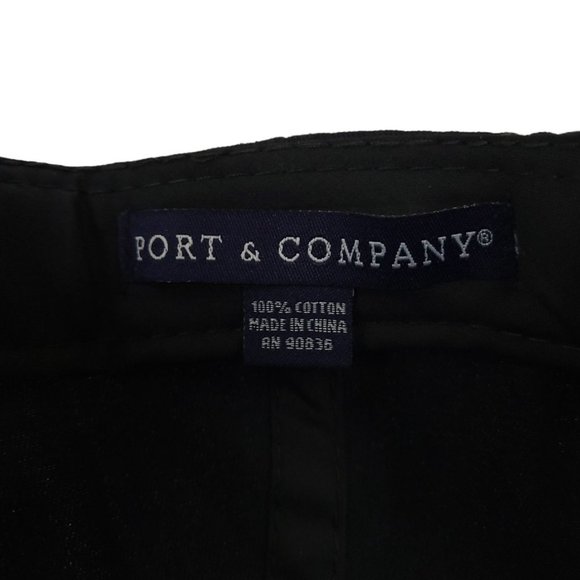 PORT & COMPANY®
100% COTTON
MADE IN CHINA
RN 90836